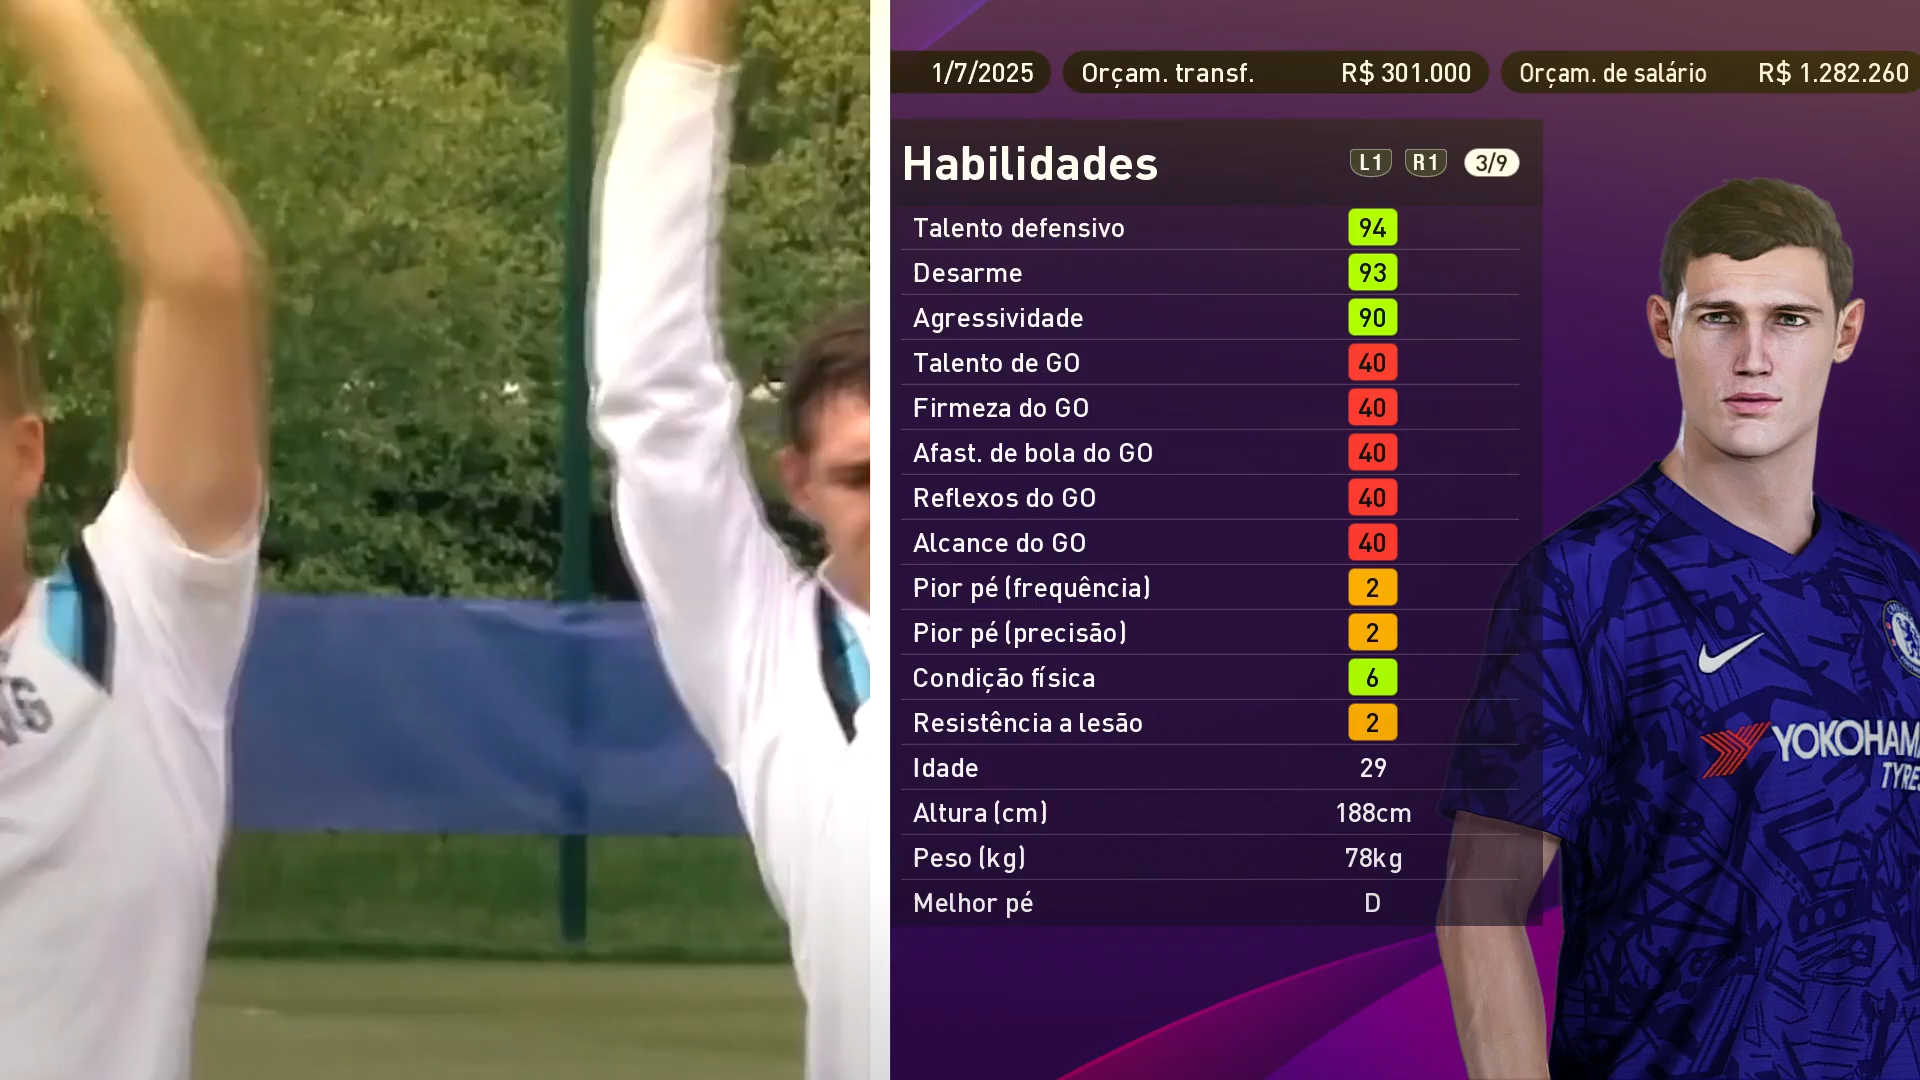 1/7/2025
Orçam. transf. R$ 301.000
Orçam. de salário R$ 1.282.260
Habilidades L1 R1 3/9
Talento defensivo 94
Desarme 93
Agressividade 90
Talento de GO 40
Firmeza do GO 40
Afast. de bola do GO 40
Reflexos do GO 40
Alcance do GO 40
Pior pé (frequência) 2
Pior pé (precisão) 2
Condição física 6
Resistência a lesão 2
Idade 29
Altura (cm) 188cm
Peso (kg) 78kg
Melhor pé D
YOKOHAMA
TYRES